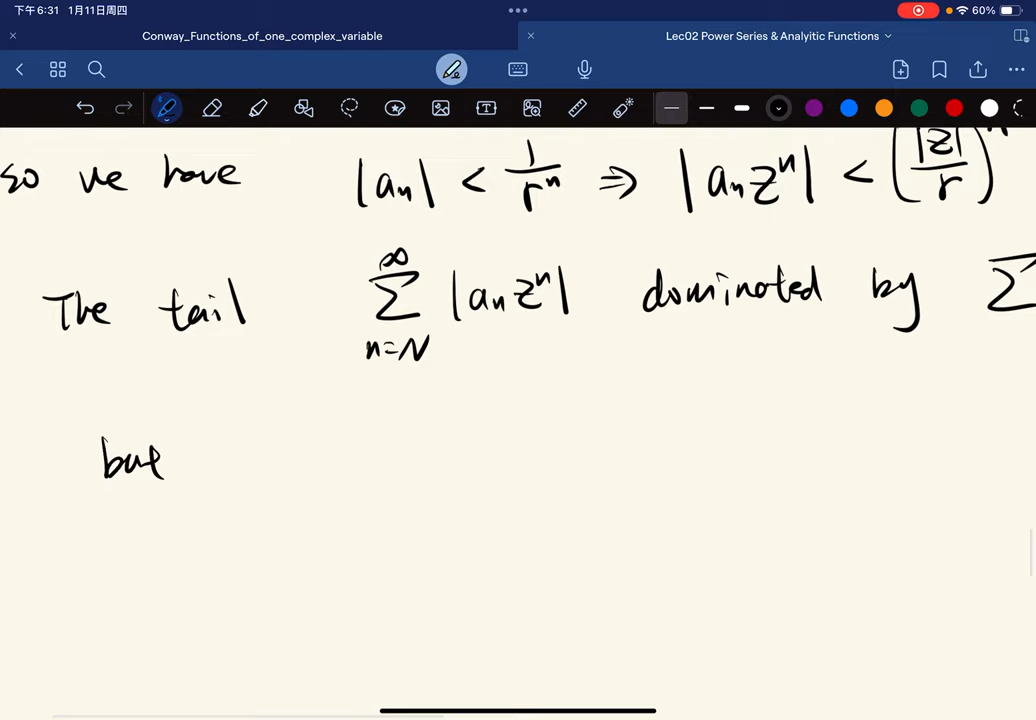 下午6:31 1月11日周四
60%
Conway_Functions_of_one_complex_variable
Lec02 Power Series & Analyitic Functions
so we have |aₙ| < 1/rⁿ ⇒ |aₙzⁿ| < (|z|/r)ⁿ
The tail ∑_{n=N}^{∞} |aₙzⁿ| dominated by ∑
but